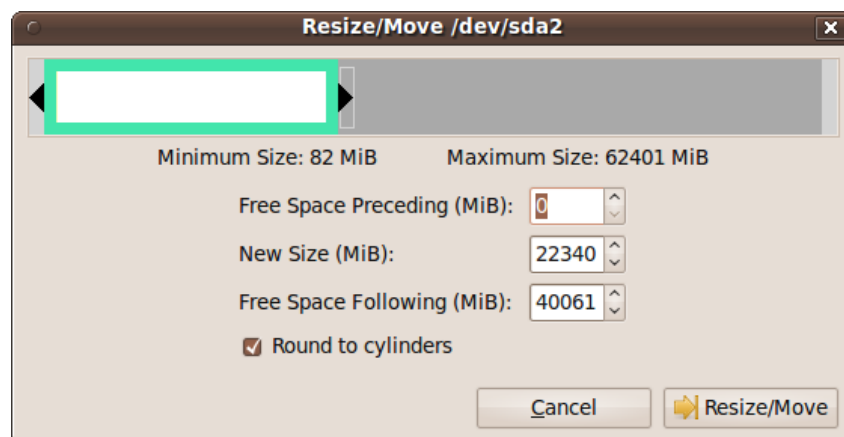 Resize/Move /dev/sda2
Minimum Size: 82 MiB Maximum Size: 62401 MiB
Free Space Preceding (MiB): 0
New Size (MiB): 22340
Free Space Following (MiB): 40061
Round to cylinders
Cancel Resize/Move